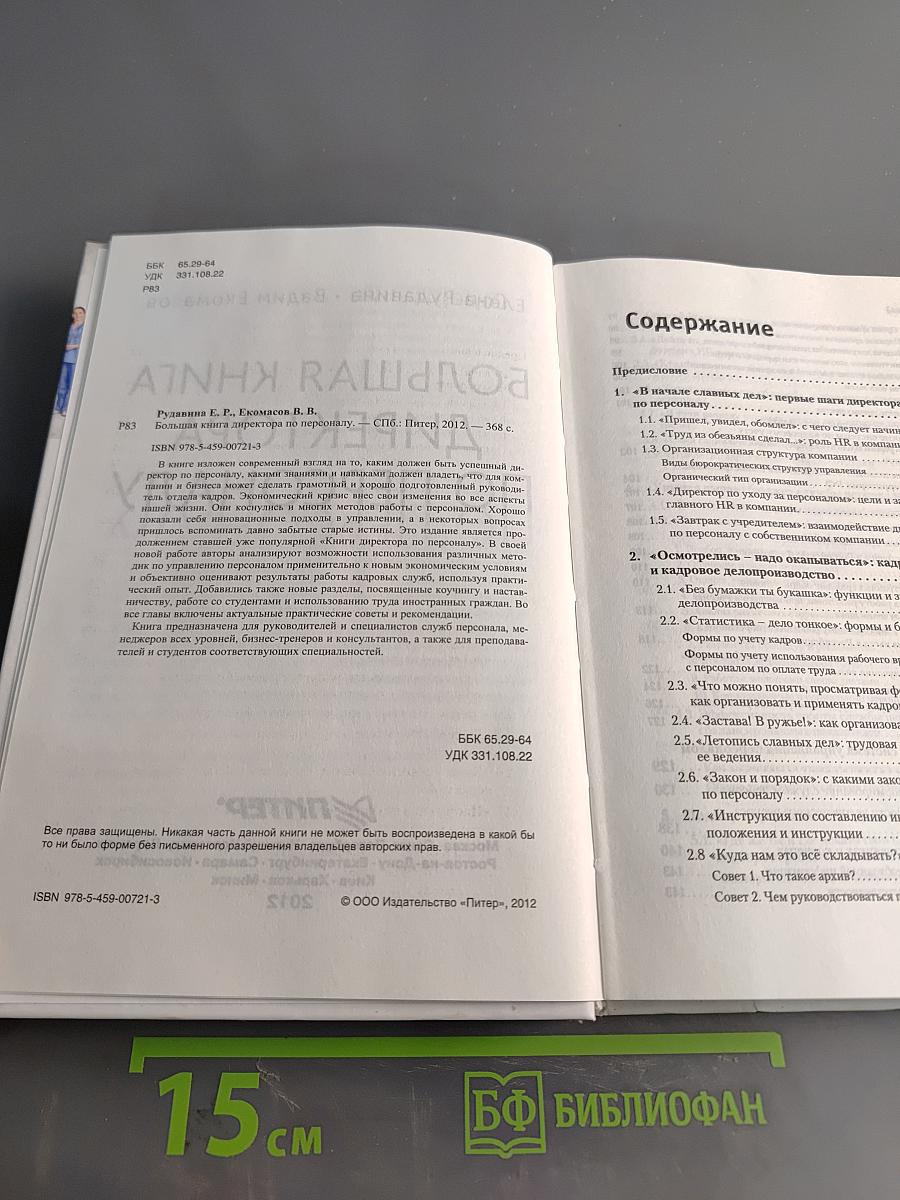 ББК 65.29-64
УДК 331.108.22
Р83
Рудавина Е. Р., Екомасов В. В.
Р83 Большая книга директора по персоналу. — СПб.: Питер, 2012. — 368 с.
ISBN 978-5-459-00721-3
В книге изложен современный взгляд на то, каким должен быть успешный ди-
ректор по персоналу, какими знаниями и навыками должен владеть, что для ком-
пании и бизнеса может сделать грамотный и хорошо подготовленный руководи-
тель отдела кадров. Экономический кризис внес свои изменения во все аспекты
нашей жизни. Они коснулись и многих методов работы с персоналом. Хорошо
показали себя инновационные подходы в управлении, а в некоторых вопросах
пришлось вспоминать давно забытые старые истины. Это издание является про-
должением ставшей уже популярной «Книги директора по персоналу». В своей
новой работе авторы анализируют возможности использования различных мето-
дик по управлению персоналом применительно к новым экономическим условиям
и объективно оценивают результаты работы кадровых служб, используя практи-
ческий опыт. Добавились также новые разделы, посвященные коучингу и настав-
ничеству, работе со студентами и использованию труда иностранных граждан. Во
все главы включены актуальные практические советы и рекомендации.
Книга предназначена для руководителей и специалистов служб персонала, ме-
неджеров всех уровней, бизнес-тренеров и консультантов, а также для преподава-
телей и студентов соответствующих специальностей.
ББК 65.29-64
УДК 331.108.22
Все права защищены. Никакая часть данной книги не может быть воспроизведена в какой бы
то ни было форме без письменного разрешения владельцев авторских прав.
ISBN 978-5-459-00721-3 © ООО Издательство «Питер», 2012
Содержание
Предисловие
1. «В начале славных дел»: первые шаги директора
по персоналу
1.1. «Пришел, увидел, обомлел»: с чего следует начин
1.2. «Труд из обезьяны сделал...»: роль HR в компани
1.3. Организационная структура компании
Виды бюрократических структур управления
Органический тип организации
1.4. «Директор по уходу за персоналом»: цели и за
главного HR в компании
1.5. «Завтрак с учредителем»: взаимодействие ди
по персоналу с собственником компании
2. «Осмотрелись – надо окапываться»: кадр
и кадровое делопроизводство
2.1. «Без бумажки ты букашка»: функции и з
делопроизводства
2.2. «Статистика – дело тонкое»: формы и б
Формы по учету кадров
Формы по учету использования рабочего вр
с персоналом по оплате труда
2.3. «Что можно понять, просматривая ф
как организовать и применять кадро
2.4. «Застава! В ружье!»: как организова
2.5. «Летопись славных дел»: трудовая
ее ведения
2.6. «Закон и порядок»: с какими зако
по персоналу
2.7. «Инструкция по составлению ин
положения и инструкции
2.8 «Куда нам это всё складывать?»
Совет 1. Что такое архив?
Совет 2. Чем руководствоваться п
15 см
БФ БИБЛИОФАН